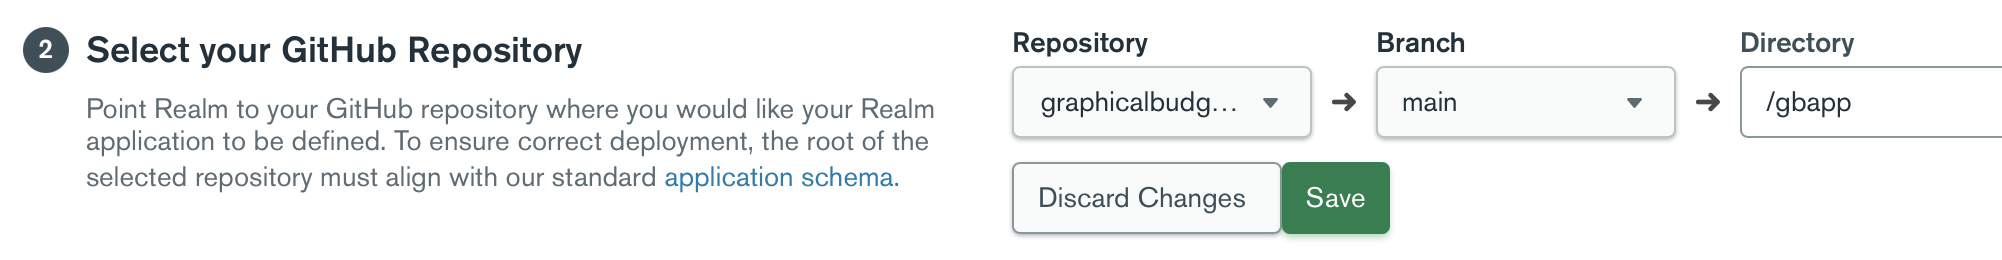 2 Select your GitHub Repository
Point Realm to your GitHub repository where you would like your Realm
application to be defined. To ensure correct deployment, the root of the
selected repository must align with our standard application schema.
Repository Branch Directory
graphicalbudg... main /gbapp
Discard Changes Save